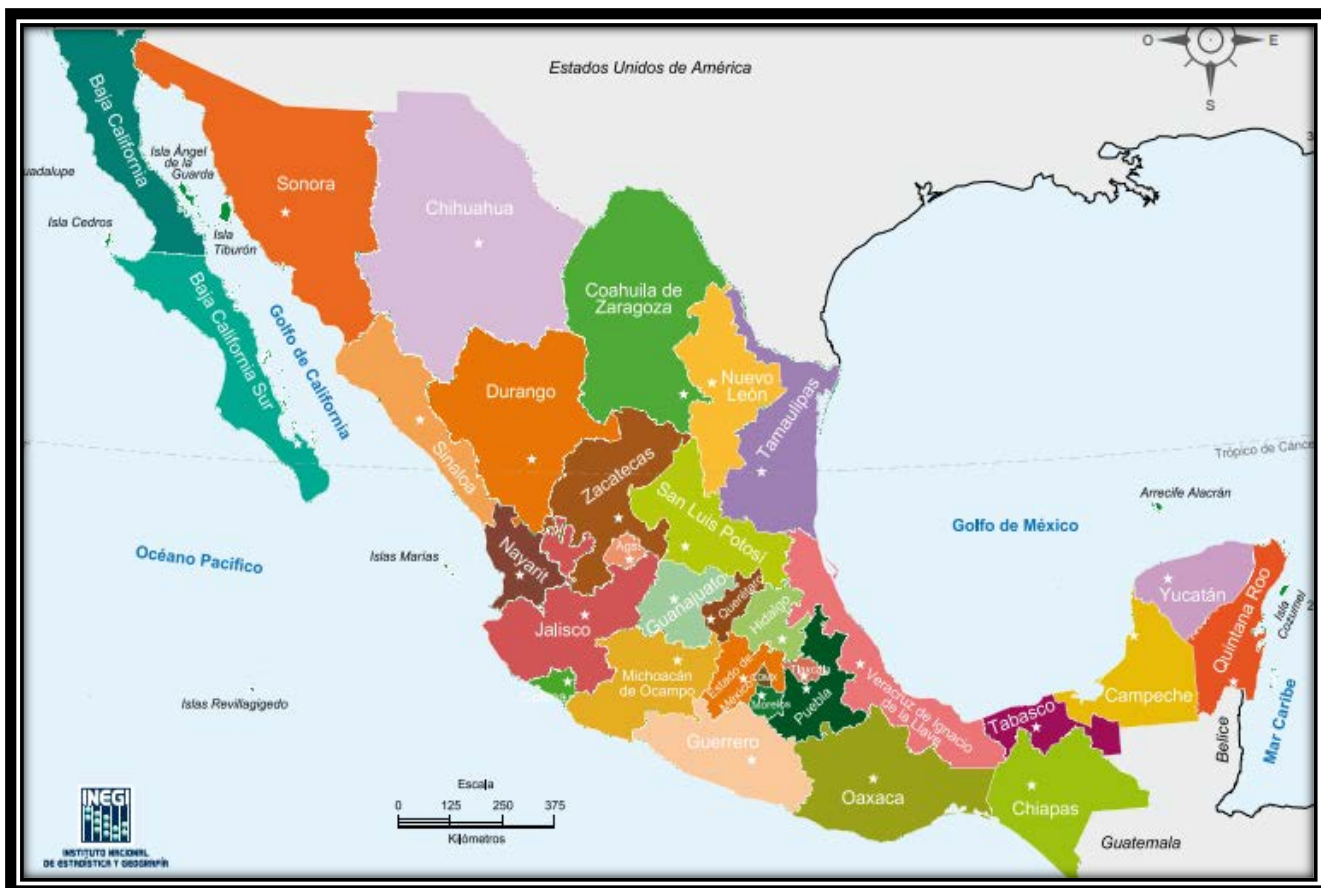 O
E
S
Estados Unidos de América
Baja California
Isla Ángel
de la
Guarda
Sonora
Chihuahua
Isla Cedros
Isla
Tiburón
Coahuila de
Zaragoza
Baja California Sur
Golfo de California
Durango
Nuevo
León
Tamaulipas
Sinaloa
Zacatecas
San Luis Potosí
Trópico de Cánce
Arrecife Alacrán
Golfo de México
Océano Pacifico
Islas Marías
Nayarit
Ags.
Guanajuato
Querétaro
Hidalgo
Yucatán
Quintana Roo
Isla
Cozumel
2
3
Jalisco
Michoacán
de Ocampo
Estado de
México
CDMX
Tlaxcala
Morelos
Puebla
Veracruz de Ignacio
de la Llave
Campeche
Tabasco
Islas Revillagigedo
Guerrero
Oaxaca
Chiapas
Belice
Mar Caribe
Guatemala
Escala
0 125 250 375
Kilómetros
INEGI
INSTITUTO NACIONAL
DE ESTADÍSTICA Y GEOGRAFÍA